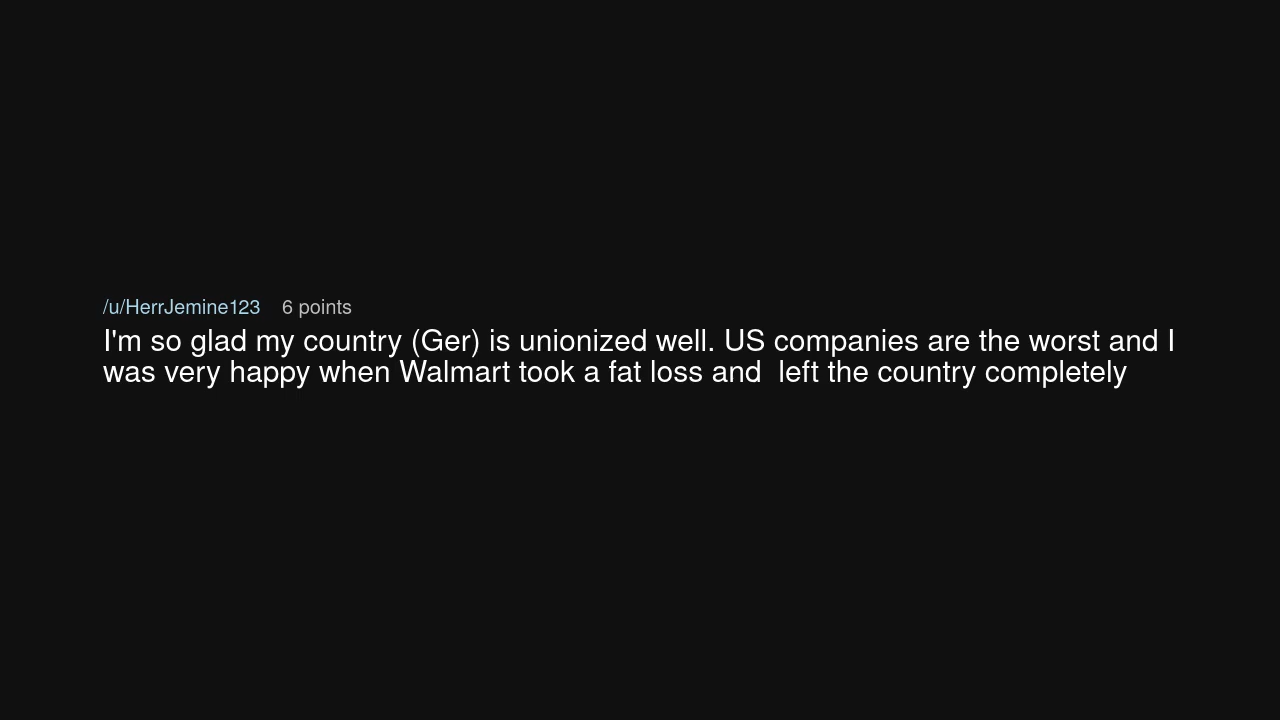 /u/HerrJemine123 6 points
I'm so glad my country (Ger) is unionized well. US companies are the worst and I
was very happy when Walmart took a fat loss and  left the country completely